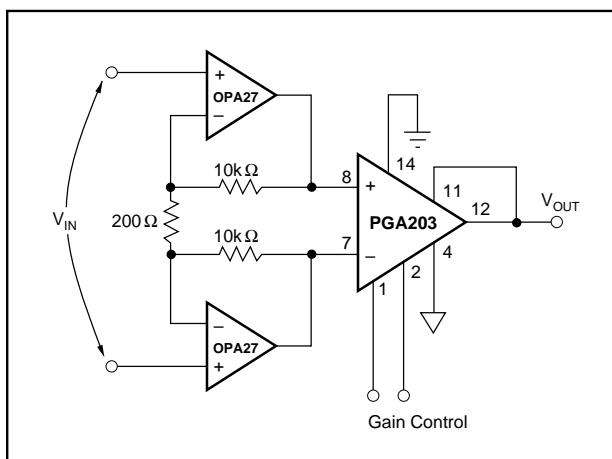 +
OPA27
–
10kΩ
14
8
+
11
V_IN
200Ω
PGA203
12
V_OUT
10kΩ
7
–
4
2
1
–
OPA27
+
Gain Control